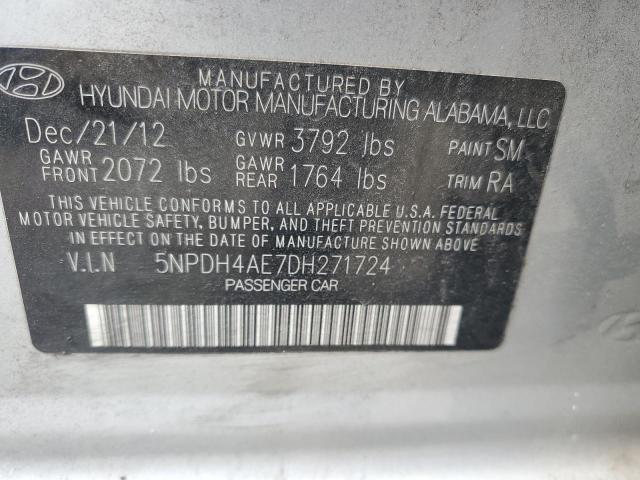 MANUFACTURED BY
HYUNDAI MOTOR MANUFACTURING ALABAMA, LLC
Dec/21/12 GVWR 3792 lbs PAINT SM
GAWR FRONT 2072 lbs GAWR REAR 1764 lbs TRIM RA
THIS VEHICLE CONFORMS TO ALL APPLICABLE U.S.A. FEDERAL
MOTOR VEHICLE SAFETY, BUMPER, AND THEFT PREVENTION
STANDARDS IN EFFECT ON THE DATE OF MANUFACTURE SHOWN ABOVE
V.I.N 5NPDH4AE7DH271724
PASSENGER CAR